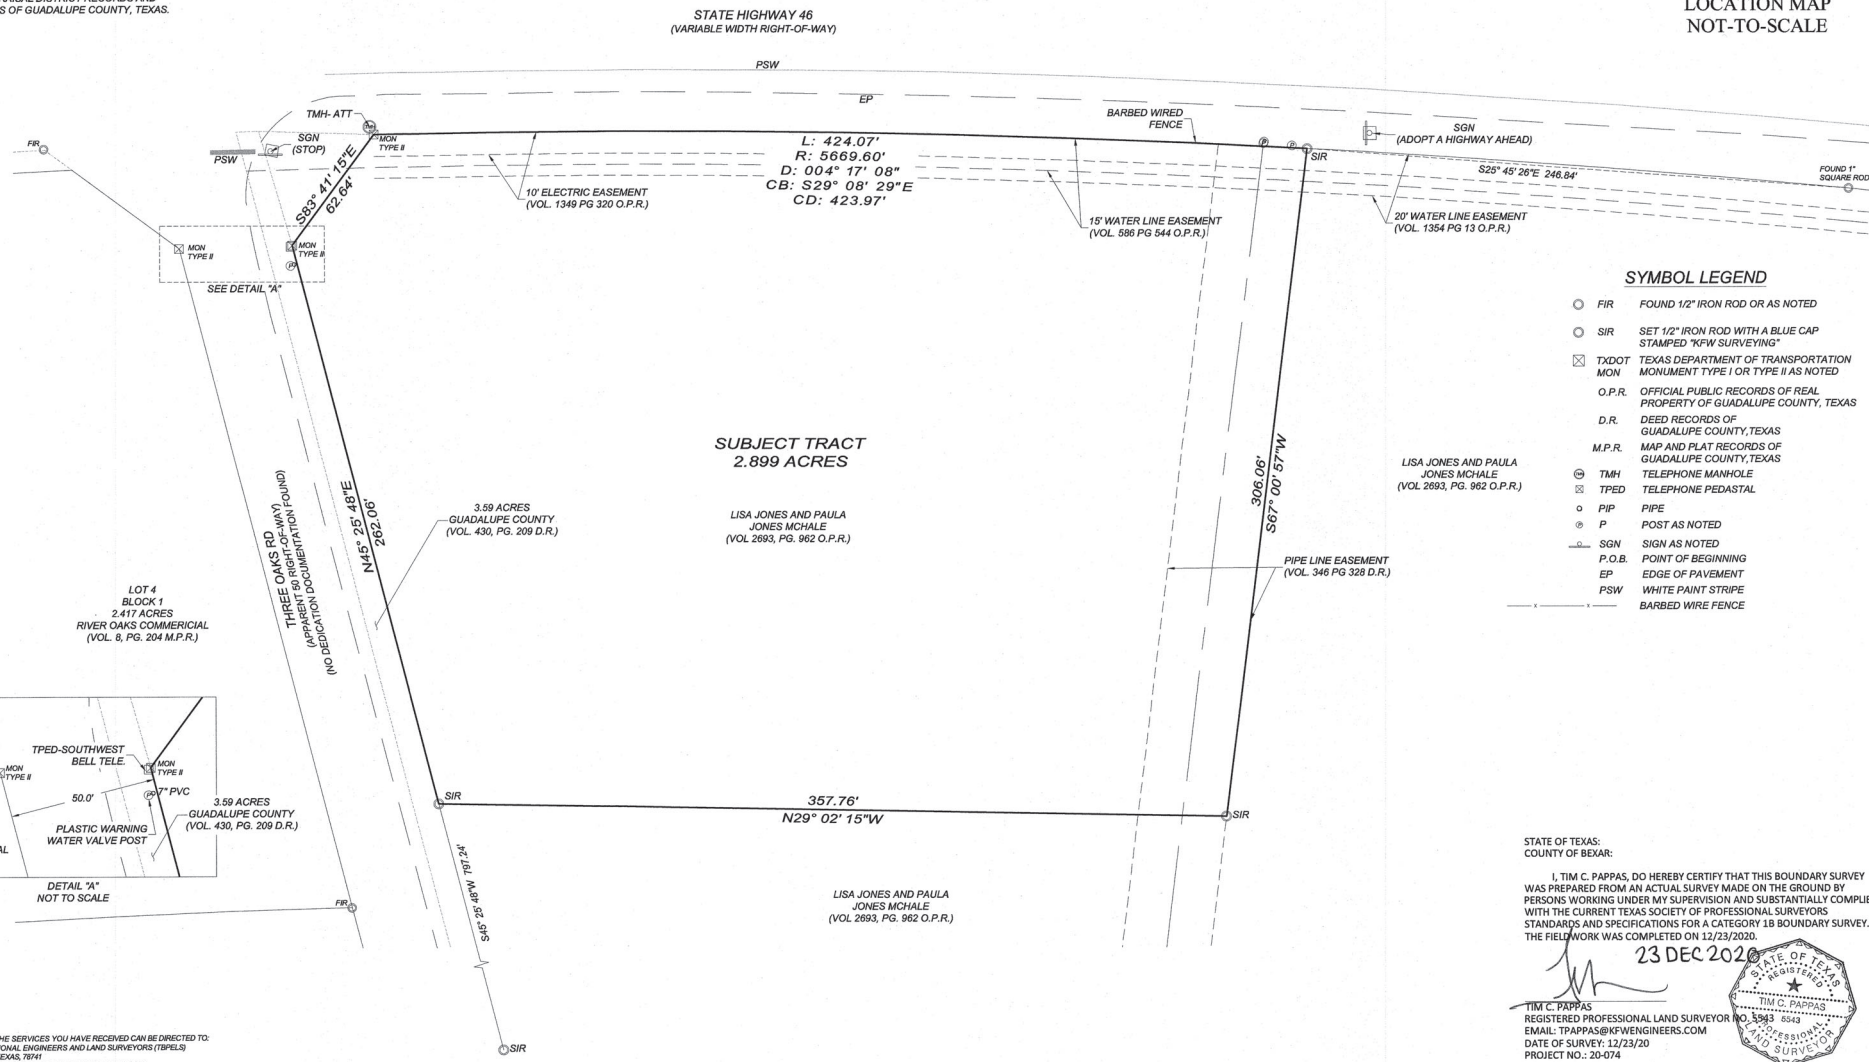 S OF GUADALUPE COUNTY, TEXAS.
STATE HIGHWAY 46
(VARIABLE WIDTH RIGHT-OF-WAY)
LOCATION MAP
NOT-TO-SCALE
PSW
EP
TMH- ATT
MON
TYPE II
SGN
(STOP)
PSW
FIR
BARBED WIRED
FENCE
SGN
(ADOPT A HIGHWAY AHEAD)
SIR
P
P
S25° 45' 26"E 246.84'
FOUND 1"
SQUARE ROD
L: 424.07'
R: 5669.60'
D: 004° 17' 08"
CB: S29° 08' 29"E
CD: 423.97'
S83° 41' 15"E
62.64'
10' ELECTRIC EASEMENT
(VOL. 1349 PG 320 O.P.R.)
15' WATER LINE EASEMENT
(VOL. 586 PG 544 O.P.R.)
20' WATER LINE EASEMENT
(VOL. 1354 PG 13 O.P.R.)
MON
TYPE II
MON
TYPE II
SEE DETAIL "A"
SYMBOL LEGEND
FIR FOUND 1/2" IRON ROD OR AS NOTED
SIR SET 1/2" IRON ROD WITH A BLUE CAP
STAMPED "KFW SURVEYING"
TXDOT TEXAS DEPARTMENT OF TRANSPORTATION
MON MONUMENT TYPE I OR TYPE II AS NOTED
O.P.R. OFFICIAL PUBLIC RECORDS OF REAL
PROPERTY OF GUADALUPE COUNTY, TEXAS
D.R. DEED RECORDS OF
GUADALUPE COUNTY,TEXAS
M.P.R. MAP AND PLAT RECORDS OF
GUADALUPE COUNTY,TEXAS
TMH TELEPHONE MANHOLE
TPED TELEPHONE PEDASTAL
PIP PIPE
P POST AS NOTED
SGN SIGN AS NOTED
P.O.B. POINT OF BEGINNING
EP EDGE OF PAVEMENT
PSW WHITE PAINT STRIPE
x x BARBED WIRE FENCE
SUBJECT TRACT
2.899 ACRES
LISA JONES AND PAULA
JONES MCHALE
(VOL 2693, PG. 962 O.P.R.)
3.59 ACRES
GUADALUPE COUNTY
(VOL. 430, PG. 209 D.R.)
N45° 25' 48"E
262.06'
THREE OAKS RD
(APPARENT 50 RIGHT-OF-WAY)
(NO DEDICATION DOCUMENTATION FOUND)
306.06'
S67° 00' 57"W
LISA JONES AND PAULA
JONES MCHALE
(VOL 2693, PG. 962 O.P.R.)
PIPE LINE EASEMENT
(VOL. 346 PG 328 D.R.)
LOT 4
BLOCK 1
2.417 ACRES
RIVER OAKS COMMERICIAL
(VOL. 8, PG. 204 M.P.R.)
TPED-SOUTHWEST
BELL TELE.
MON
TYPE II
MON
TYPE II
50.0'
7" PVC
3.59 ACRES
GUADALUPE COUNTY
(VOL. 430, PG. 209 D.R.)
PLASTIC WARNING
WATER VALVE POST
DETAIL "A"
NOT TO SCALE
SIR
357.76'
N29° 02' 15"W
SIR
S45° 25' 48"W 797.24'
FIR
LISA JONES AND PAULA
JONES MCHALE
(VOL 2693, PG. 962 O.P.R.)
SIR
STATE OF TEXAS:
COUNTY OF BEXAR:
I, TIM C. PAPPAS, DO HEREBY CERTIFY THAT THIS BOUNDARY SURVEY
WAS PREPARED FROM AN ACTUAL SURVEY MADE ON THE GROUND BY
PERSONS WORKING UNDER MY SUPERVISION AND SUBSTANTIALLY COMPLIE
WITH THE CURRENT TEXAS SOCIETY OF PROFESSIONAL SURVEYORS
STANDARDS AND SPECIFICATIONS FOR A CATEGORY 1B BOUNDARY SURVEY.
THE FIELDWORK WAS COMPLETED ON 12/23/2020.
23 DEC 2020
TIM C. PAPPAS
REGISTERED PROFESSIONAL LAND SURVEYOR NO. 5543
EMAIL: TPAPPAS@KFWENGINEERS.COM
DATE OF SURVEY: 12/23/20
PROJECT NO.: 20-074
STATE OF TEXAS
REGISTERED
TIM C. PAPPAS
5543
PROFESSIONAL
LAND SURVEYOR
HE SERVICES YOU HAVE RECEIVED CAN BE DIRECTED TO:
ONAL ENGINEERS AND LAND SURVEYORS (TBPELS)
EXAS, 78741